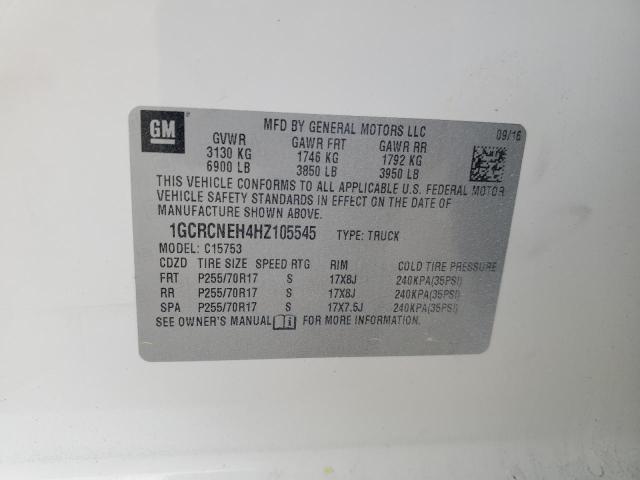 GM
MFD BY GENERAL MOTORS LLC 09/16
GVWR GAWR FRT GAWR RR
3130 KG 1746 KG 1792 KG
6900 LB 3850 LB 3950 LB
THIS VEHICLE CONFORMS TO ALL APPLICABLE U.S. FEDERAL MOTOR
VEHICLE SAFETY STANDARDS IN EFFECT ON THE DATE OF
MANUFACTURE SHOWN ABOVE.
1GCRCNEH4HZ105545 TYPE: TRUCK
MODEL: C15753
CDZD TIRE SIZE SPEED RTG RIM COLD TIRE PRESSURE
FRT P255/70R17 S 17X8J 240KPA(35PSI)
RR P255/70R17 S 17X8J 240KPA(35PSI)
SPA P255/70R17 S 17X7.5J 240KPA(35PSI)
SEE OWNER'S MANUAL FOR MORE INFORMATION.